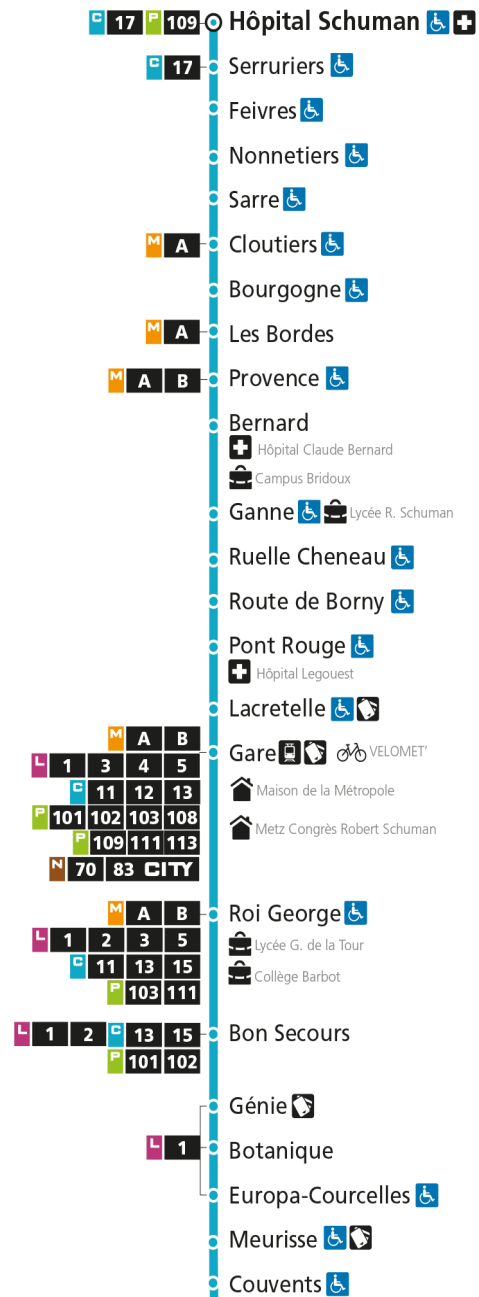 C 17 P 109 Hôpital Schuman
C 17 Serruriers
Feivres
Nonnetiers
Sarre
M A Cloutiers
Bourgogne
M A Les Bordes
M A B Provence
Bernard
Hôpital Claude Bernard
Campus Bridoux
Ganne Lycée R. Schuman
Ruelle Cheneau
Route de Borny
Pont Rouge
Hôpital Legouest
Lacretelle
M A B
Gare VELOMET'
L 1 3 4 5
C 11 12 13
Maison de la Métropole
P 101 102 103 108
Metz Congrès Robert Schuman
P 109 111 113
N 70 83 CITY
M A B Roi George
L 1 2 3 5
Lycée G. de la Tour
C 11 13 15
Collège Barbot
P 103 111
L 1 2 C 13 15 Bon Secours
P 101 102
Génie
L 1 Botanique
Europa-Courcelles
Meurisse
Couvents